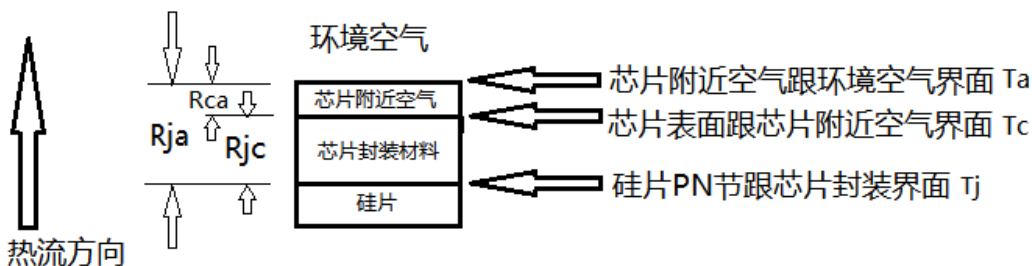 环境空气
芯片附近空气跟环境空气界面 Ta
芯片附近空气
Rca
芯片表面跟芯片附近空气界面 Tc
Rja
Rjc
芯片封装材料
硅片PN节跟芯片封装界面 Tj
硅片
热流方向